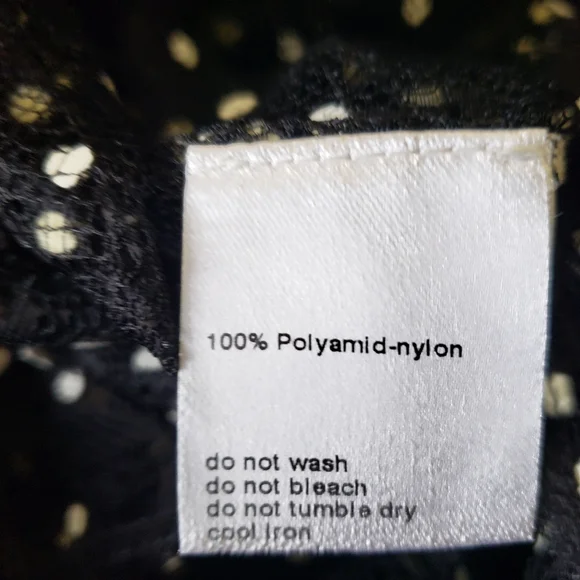 100% Polyamid-nylon
do not wash
do not bleach
do not tumble dry
cool iron